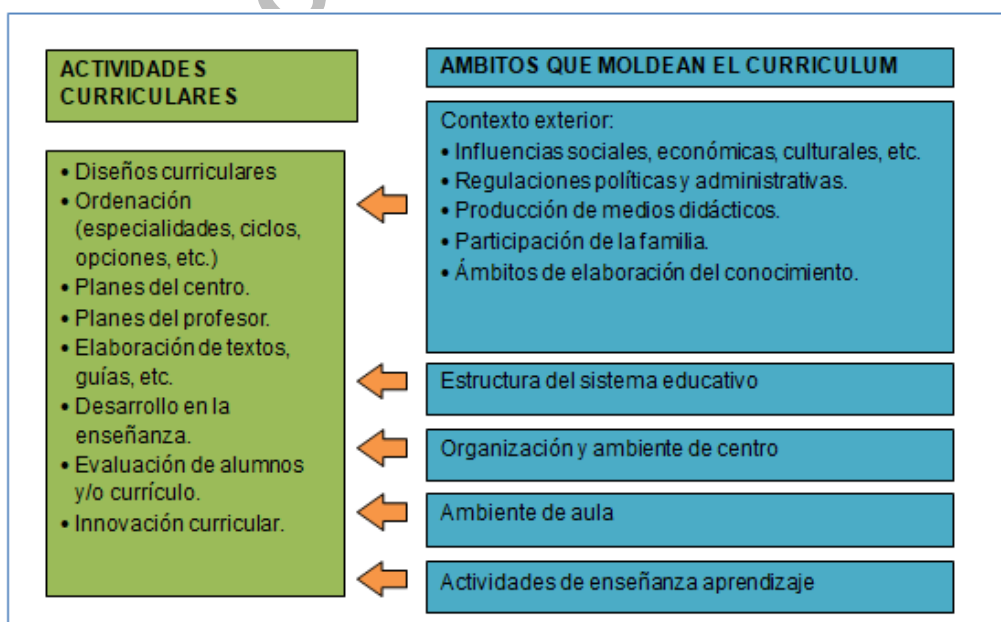 ACTIVIDADES
CURRICULARES
• Diseños curriculares
• Ordenación
(especialidades, ciclos,
opciones, etc.)
• Planes del centro.
• Planes del profesor.
• Elaboración de textos,
guías, etc.
• Desarrollo en la
enseñanza.
• Evaluación de alumnos
y/o currículo.
• Innovación curricular.
AMBITOS QUE MOLDEAN EL CURRICULUM
Contexto exterior:
• Influencias sociales, económicas, culturales, etc.
• Regulaciones políticas y administrativas.
• Producción de medios didácticos.
• Participación de la familia.
• Ámbitos de elaboración del conocimiento.
Estructura del sistema educativo
Organización y ambiente de centro
Ambiente de aula
Actividades de enseñanza aprendizaje